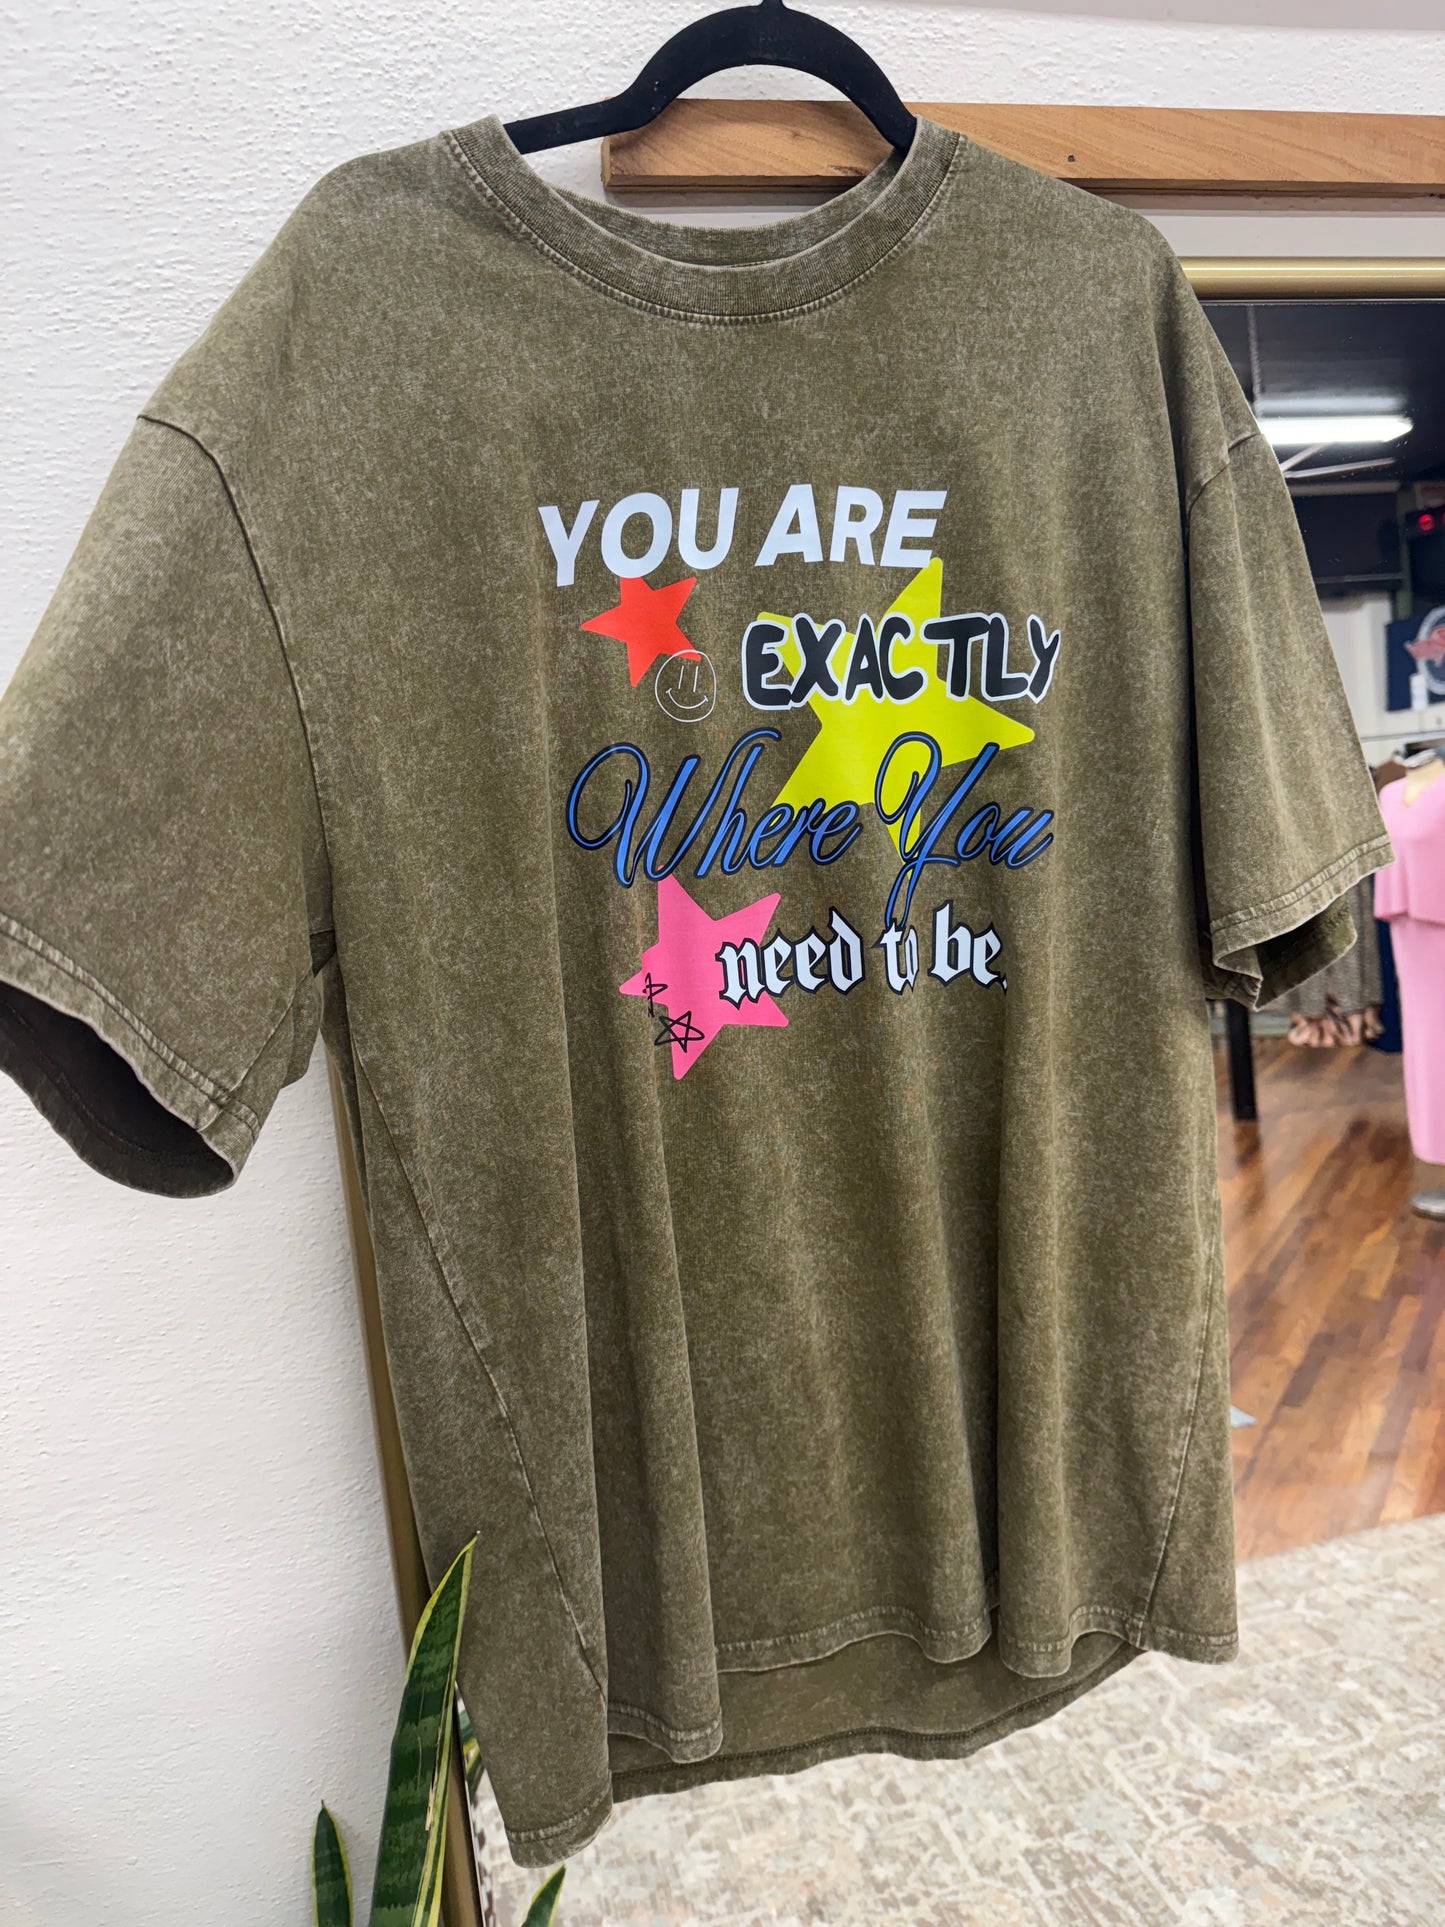 YOU ARE
EXACTLY
Where You
need to be.